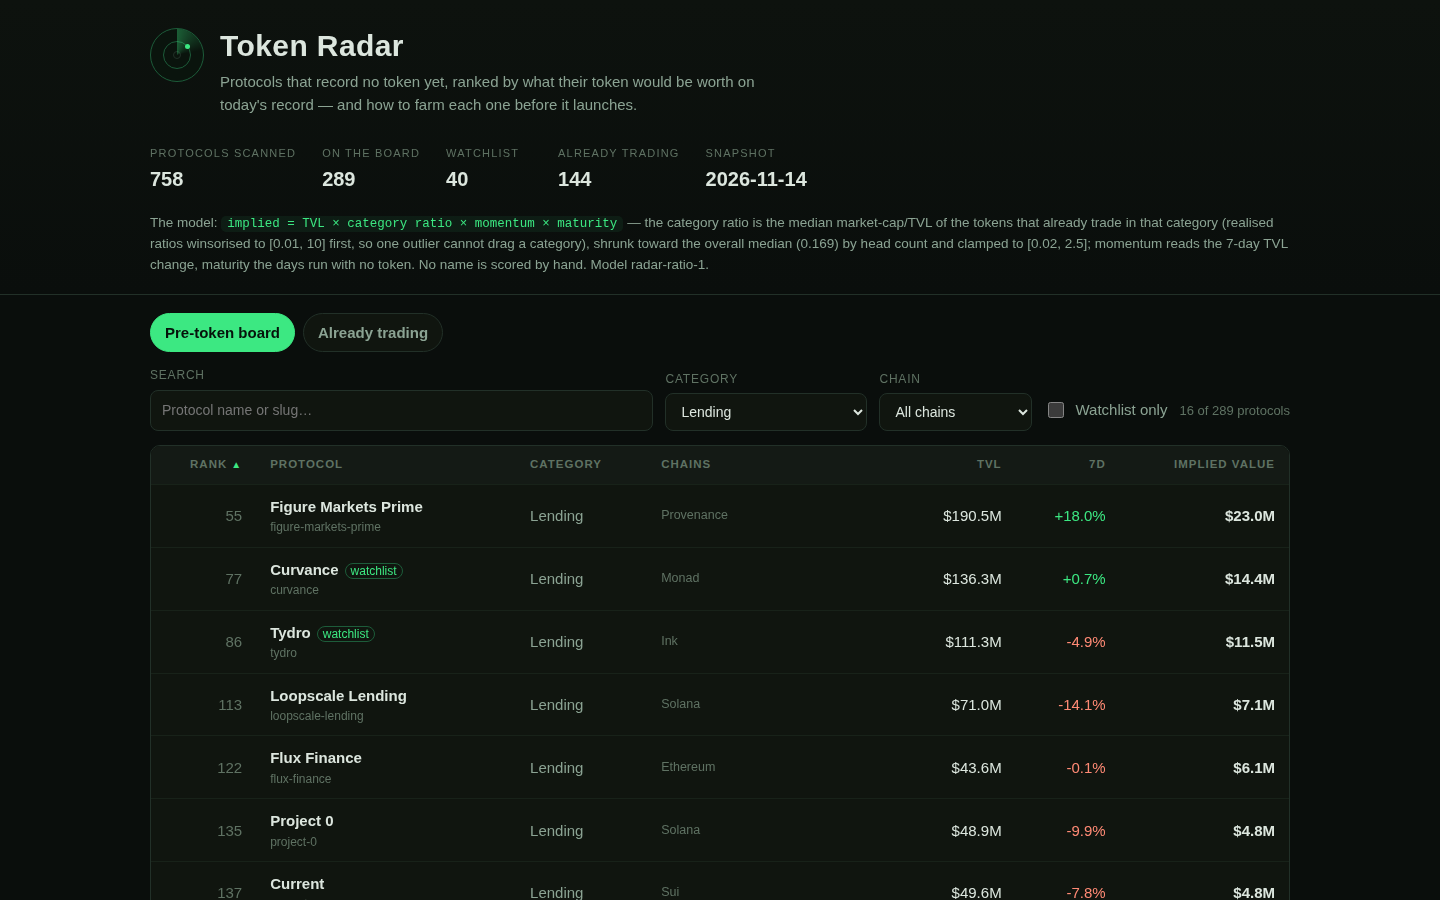 Token Radar
Protocols that record no token yet, ranked by what their token would be worth on
today's record — and how to farm each one before it launches.
PROTOCOLS SCANNED ON THE BOARD WATCHLIST ALREADY TRADING SNAPSHOT
758 289 40 144 2026-11-14
The model: implied = TVL × category ratio × momentum × maturity — the category ratio is the median market-cap/TVL of the tokens that already trade in that category (realised
ratios winsorised to [0.01, 10] first, so one outlier cannot drag a category), shrunk toward the overall median (0.169) by head count and clamped to [0.02, 2.5]; momentum reads the 7-day TVL
change, maturity the days run with no token. No name is scored by hand. Model radar-ratio-1.
Pre-token board Already trading
SEARCH CATEGORY CHAIN
Protocol name or slug… Lending All chains Watchlist only 16 of 289 protocols
RANK ▲ PROTOCOL CATEGORY CHAINS TVL 7D IMPLIED VALUE
55 Figure Markets Prime Lending Provenance $190.5M +18.0% $23.0M
figure-markets-prime
77 Curvance watchlist Lending Monad $136.3M +0.7% $14.4M
curvance
86 Tydro watchlist Lending Ink $111.3M -4.9% $11.5M
tydro
113 Loopscale Lending Lending Solana $71.0M -14.1% $7.1M
loopscale-lending
122 Flux Finance Lending Ethereum $43.6M -0.1% $6.1M
flux-finance
135 Project 0 Lending Solana $48.9M -9.9% $4.8M
project-0
137 Current Lending Sui $49.6M -7.8% $4.8M